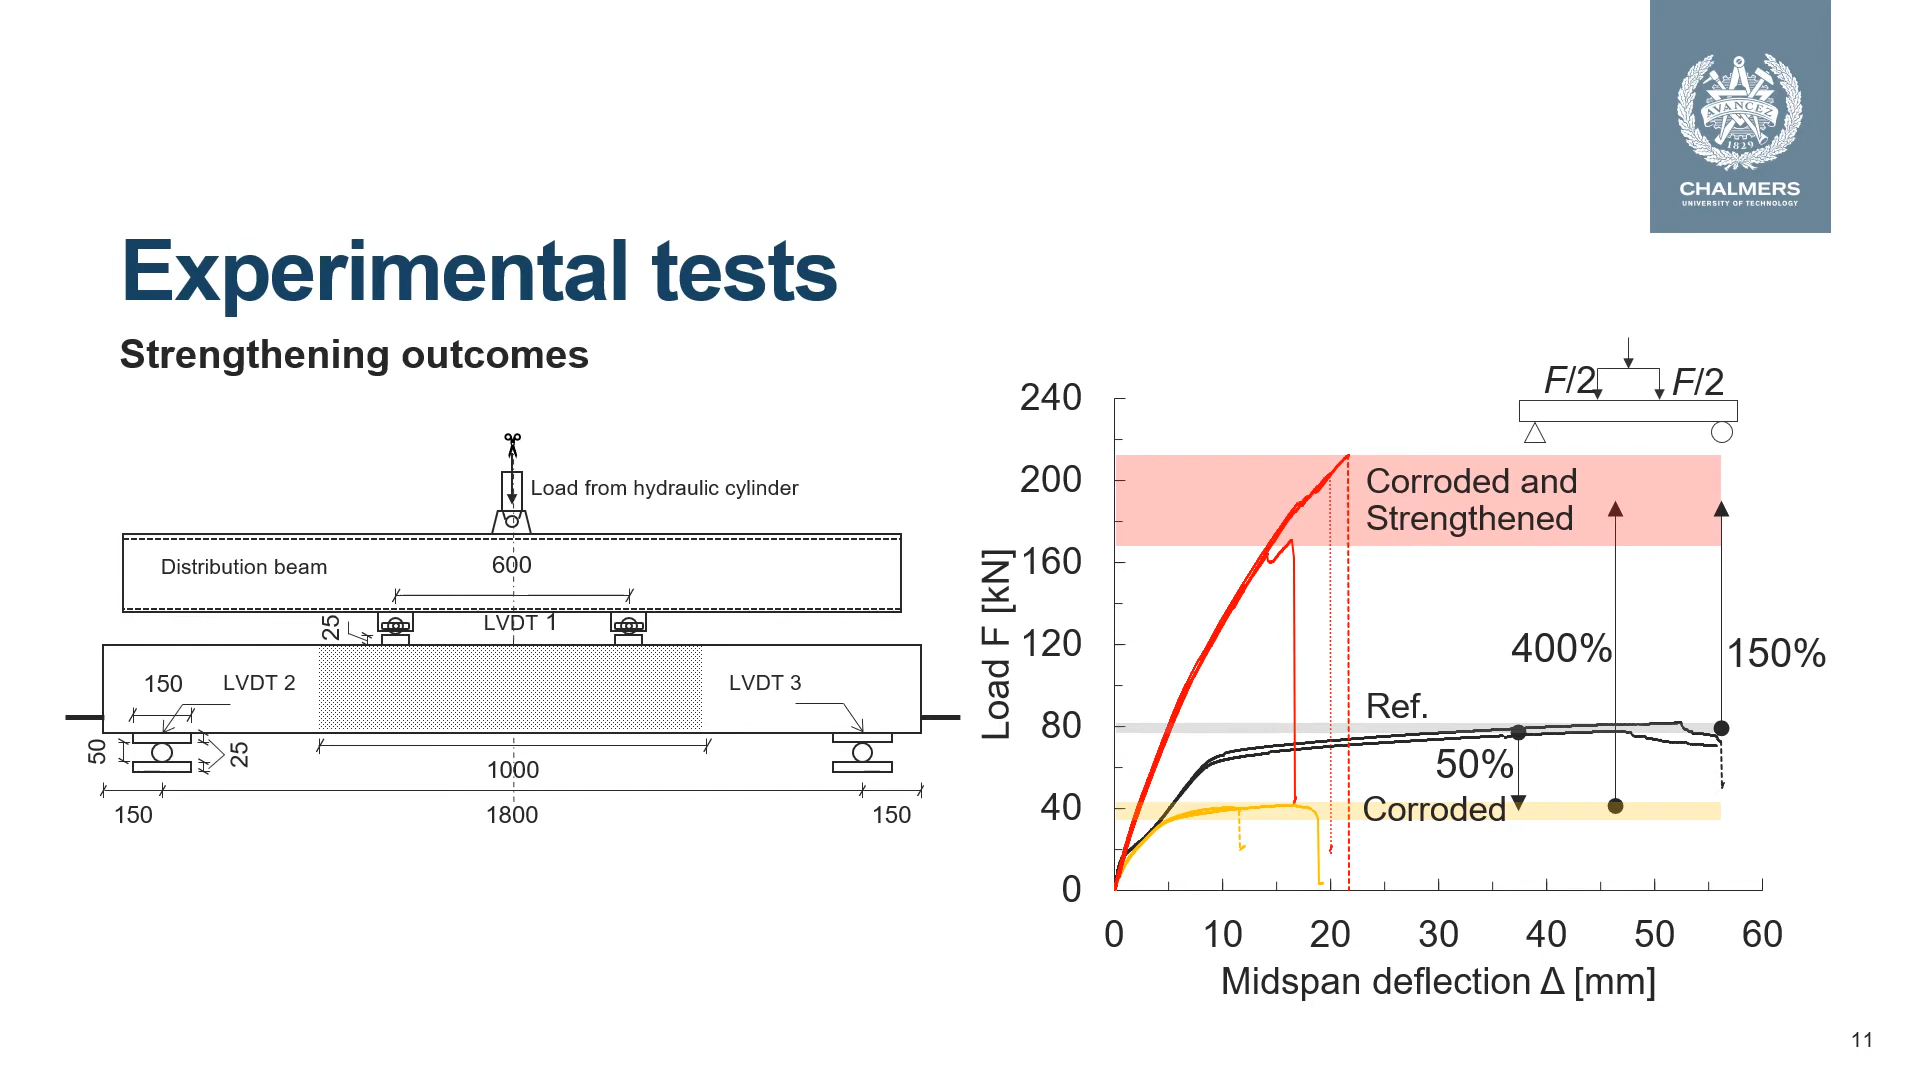 AVANCEZ
1829
CHALMERS
UNIVERSITY OF TECHNOLOGY
Experimental tests
Strengthening outcomes
Load from hydraulic cylinder
Distribution beam
600
25
LVDT 1
150
LVDT 2
LVDT 3
50
25
1000
150
1800
150
F/2
F/2
240
200
160
120
80
40
0
Load F [kN]
Corroded and
Strengthened
400%
150%
Ref.
50%
Corroded
0
10
20
30
40
50
60
Midspan deflection Δ [mm]
11